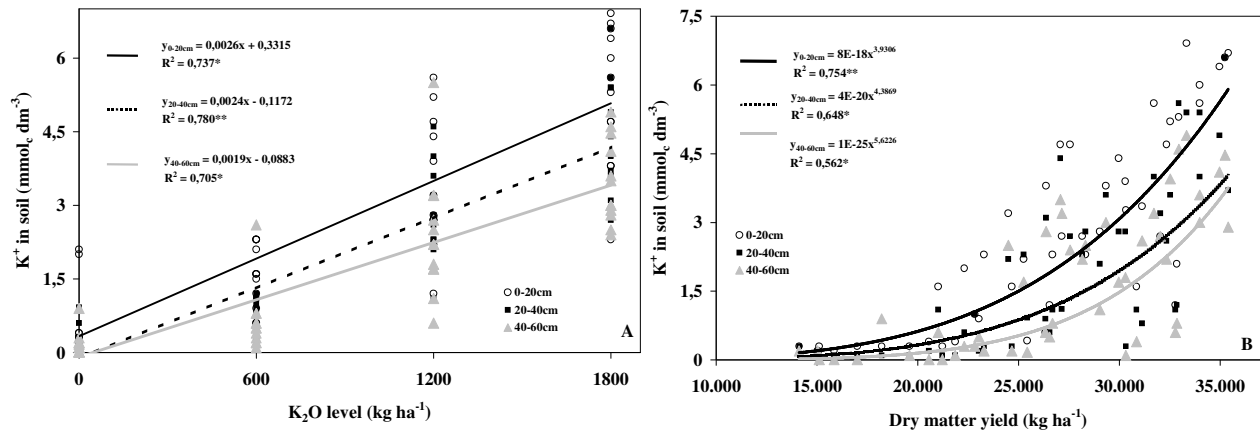 6
4,5
3
1,5
0
0
600
1200
1800
K⁺ in soil (mmol_c dm⁻³)
K₂O level (kg ha⁻¹)
y₀₋₂₀cm = 0,0026x + 0,3315
R² = 0,737*
y₂₀₋₄₀cm = 0,0024x - 0,1172
R² = 0,780**
y₄₀₋₆₀cm = 0,0019x - 0,0883
R² = 0,705*
0-20cm
20-40cm
40-60cm
A
7,5
6,0
4,5
3,0
1,5
0,0
10.000
15.000
20.000
25.000
30.000
35.000
K⁺ in soil (mmol_c dm⁻³)
Dry matter yield (kg ha⁻¹)
y₀₋₂₀cm = 8E-18x^3,9306
R² = 0,754**
y₂₀₋₄₀cm = 4E-20x^4,3869
R² = 0,648*
y₄₀₋₆₀cm = 1E-25x^5,6226
R² = 0,562*
0-20cm
20-40cm
40-60cm
B